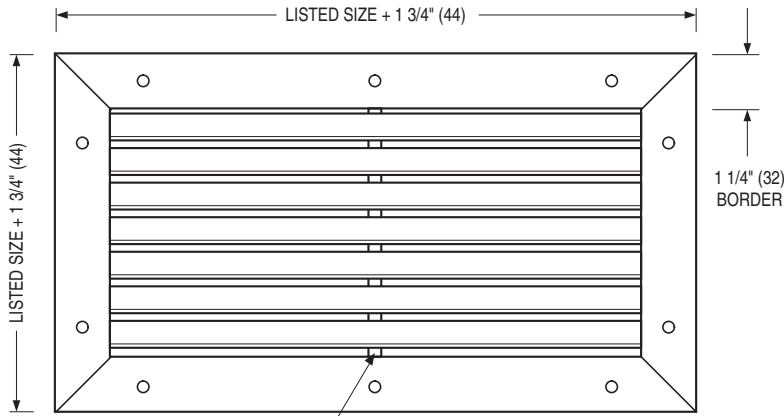 LISTED SIZE + 1 3/4" (44)
LISTED SIZE + 1 3/4" (44)
1 1/4" (32)
BORDER